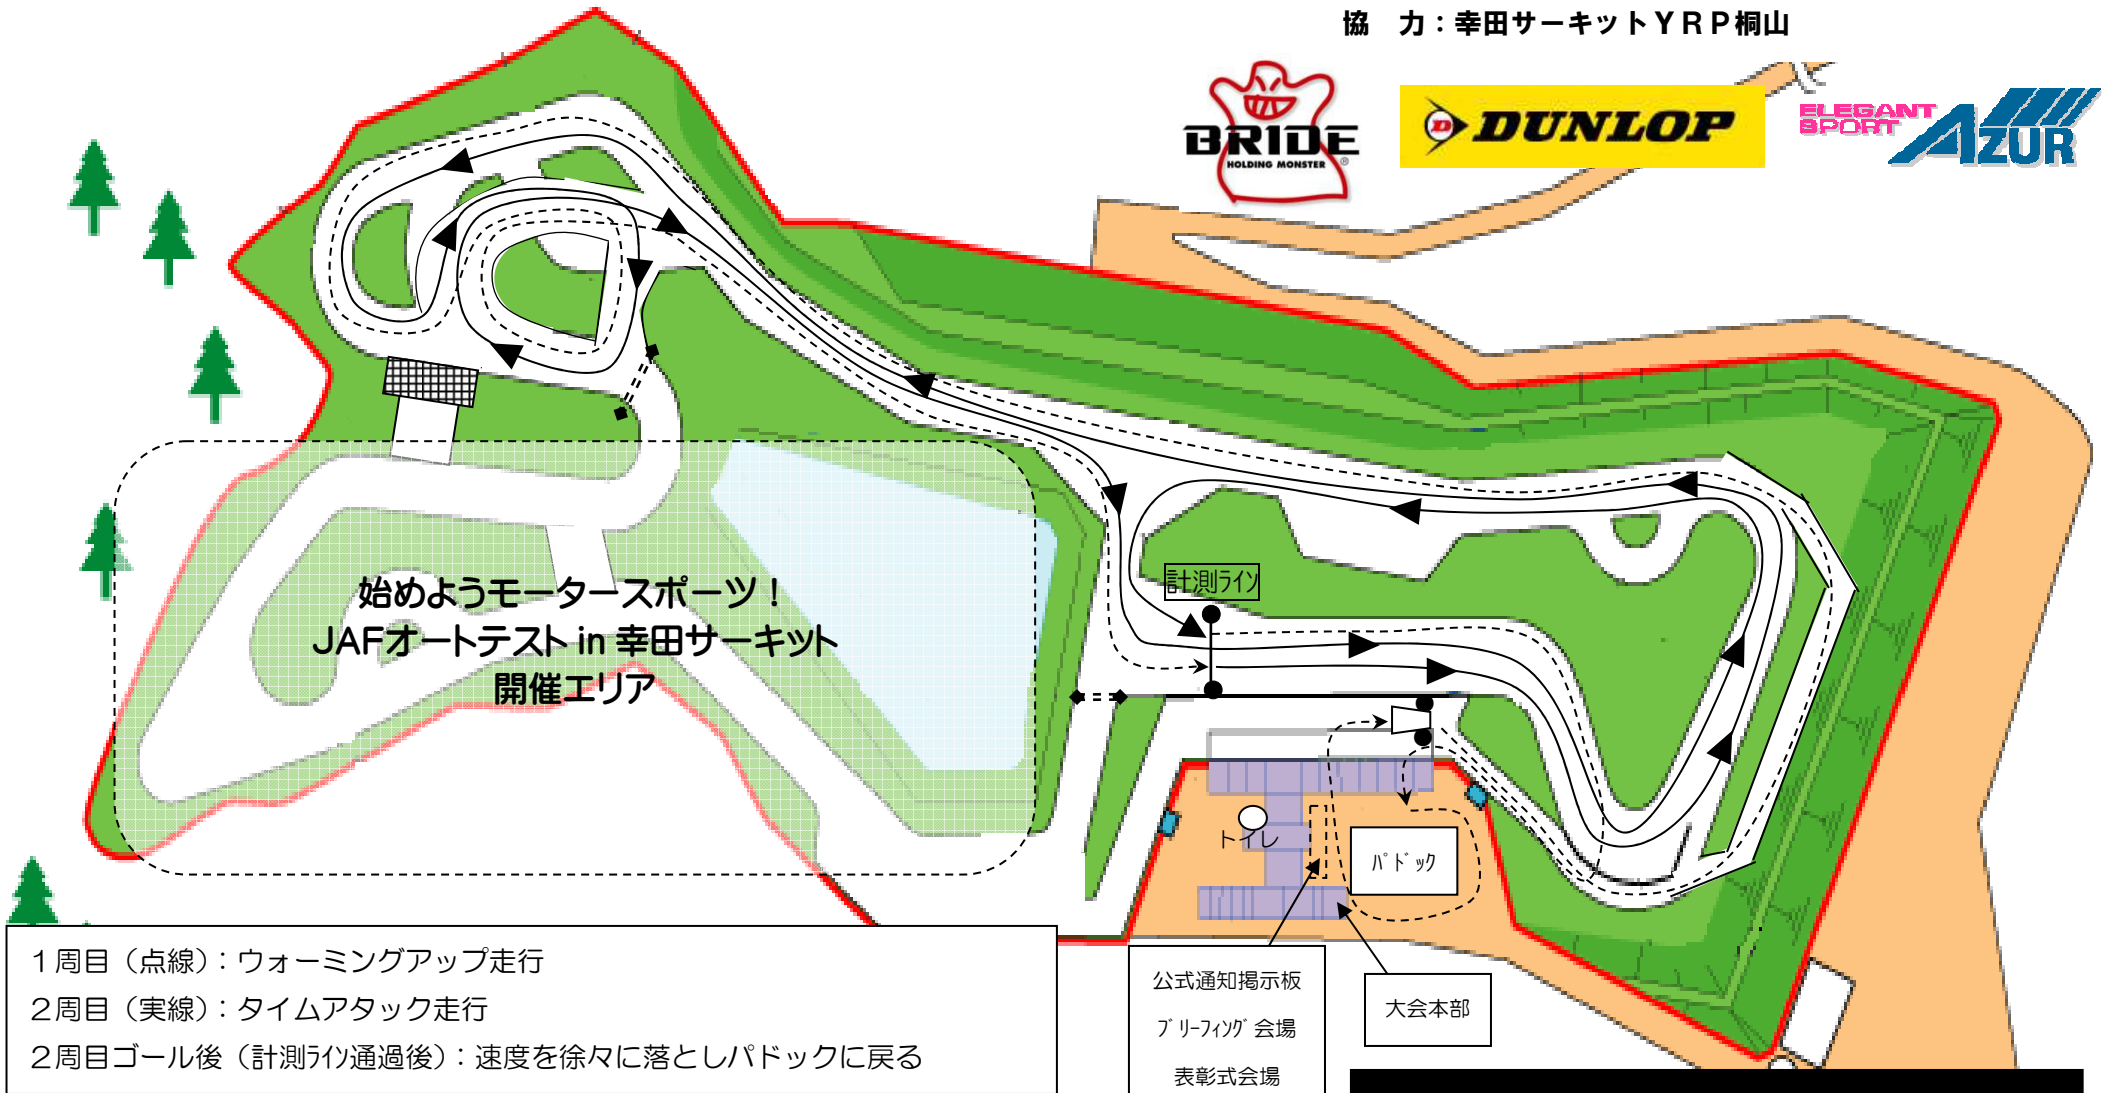 協　力：幸田サーキットＹＲＰ桐山
BRIDE
HOLDING MONSTER
®
D DUNLOP
ELEGANT
SPORT
AZUR
計測ﾗｲﾝ
始めようモータースポーツ！
JAFオートテスト in 幸田サーキット
開催エリア
トイレ
ﾊﾟﾄﾞｯｸ
１周目（点線）：ウォーミングアップ走行
２周目（実線）：タイムアタック走行
２周目ゴール後（計測ﾗｲﾝ通過後）：速度を徐々に落としパドックに戻る
公式通知掲示板
ﾌﾞﾘｰﾌｨﾝｸﾞ会場
表彰式会場
大会本部